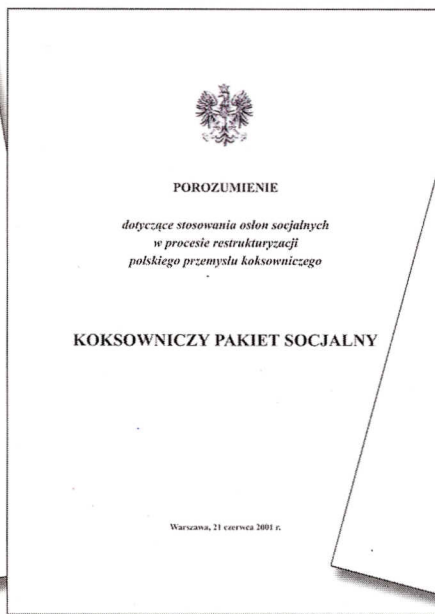 POROZUMIENIE
dotyczące stosowania osłon socjalnych
w procesie restrukturyzacji
polskiego przemysłu koksowniczego
KOKSOWNICZY PAKIET SOCJALNY
Warszawa, 21 czerwca 2001 r.